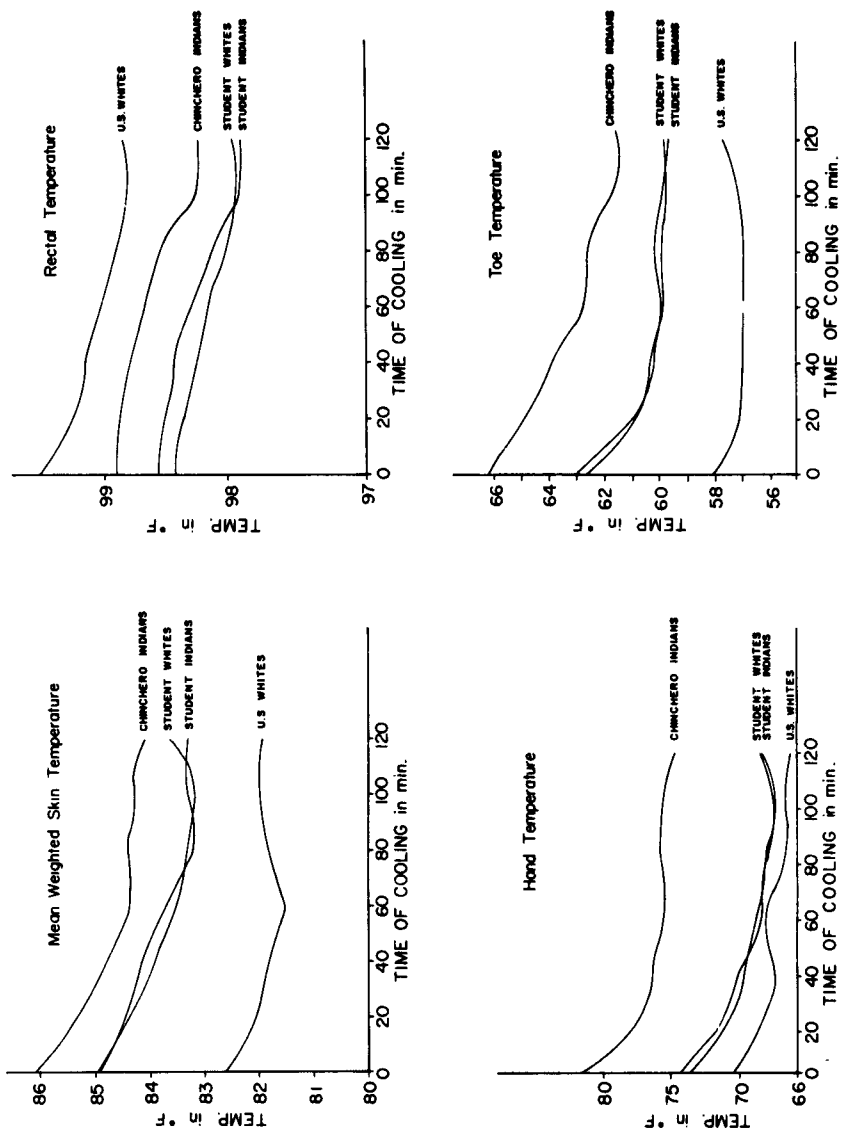 Mean Weighted Skin Temperature
TEMP. in °F
86
85
84
83
82
81
80
CHINCHERO INDIANS
STUDENT WHITES
STUDENT INDIANS
U.S. WHITES
0 20 40 60 80 100 120
TIME OF COOLING in min.
Rectal Temperature
TEMP. in °F
99
98
97
U.S. WHITES
CHINCHERO INDIANS
STUDENT WHITES
STUDENT INDIANS
0 20 40 60 80 100 120
TIME OF COOLING in min.
Hand Temperature
TEMP. in °F
80
75
70
66
CHINCHERO INDIANS
STUDENT WHITES
STUDENT INDIANS
U.S. WHITES
0 20 40 60 80 100 120
TIME OF COOLING in min.
Toe Temperature
TEMP. in °F
66
64
62
60
58
56
CHINCHERO INDIANS
STUDENT WHITES
STUDENT INDIANS
U.S. WHITES
0 20 40 60 80 100 120
TIME OF COOLING in min.